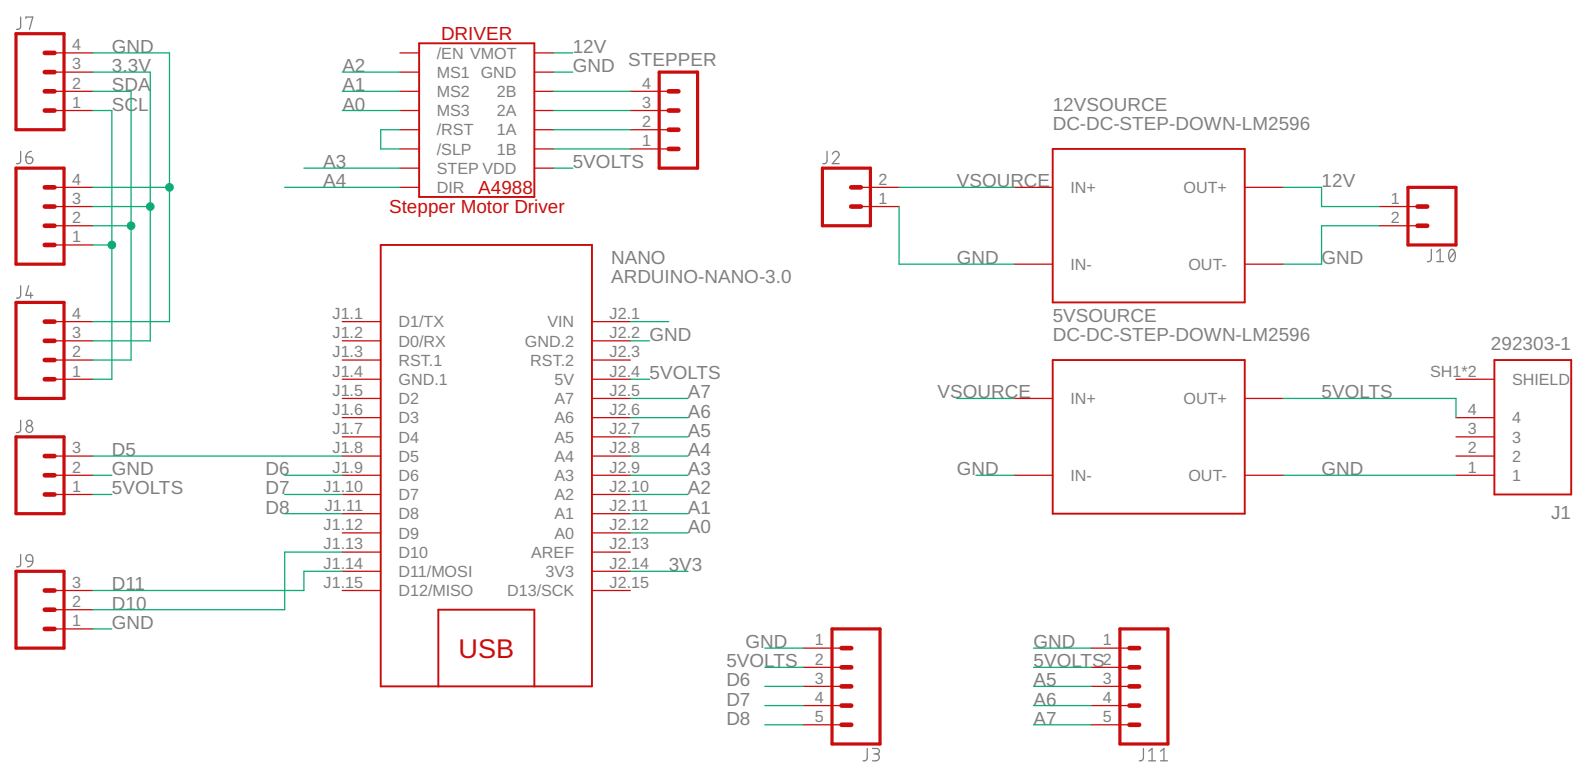 J7
4 GND
3 3.3V
2 SDA
1 SCL
J6
4
3
2
1
J4
4
3
2
1
J8
3 D5
2 GND
1 5VOLTS
J9
3 D11
2 D10
1 GND
DRIVER
/EN VMOT 12V
A2 MS1 GND GND
A1 MS2 2B
A0 MS3 2A
/RST 1A
/SLP 1B
A3 STEP VDD 5VOLTS
A4 DIR A4988
Stepper Motor Driver
STEPPER
4
3
2
1
NANO
ARDUINO-NANO-3.0
J1.1 D1/TX VIN J2.1
J1.2 D0/RX GND.2 J2.2 GND
J1.3 RST.1 RST.2 J2.3
J1.4 GND.1 5V J2.4 5VOLTS
J1.5 D2 A7 J2.5 A7
J1.6 D3 A6 J2.6 A6
J1.7 D4 A5 J2.7 A5
J1.8 D5 A4 J2.8 A4
D6 J1.9 D6 A3 J2.9 A3
D7 J1.10 D7 A2 J2.10 A2
D8 J1.11 D8 A1 J2.11 A1
J1.12 D9 A0 J2.12 A0
J1.13 D10 AREF J2.13
J1.14 D11/MOSI 3V3 J2.14 3V3
J1.15 D12/MISO D13/SCK J2.15
USB
J2
2
1
12VSOURCE
DC-DC-STEP-DOWN-LM2596
VSOURCE IN+ OUT+ 12V
GND IN- OUT- GND
1
2
J10
5VSOURCE
DC-DC-STEP-DOWN-LM2596
VSOURCE IN+ OUT+ 5VOLTS
GND IN- OUT- GND
292303-1
SH1*2 SHIELD
4 4
3 3
2 2
1 1
J1
GND 1
5VOLTS 2
D6 3
D7 4
D8 5
J3
GND 1
5VOLTS 2
A5 3
A6 4
A7 5
J11